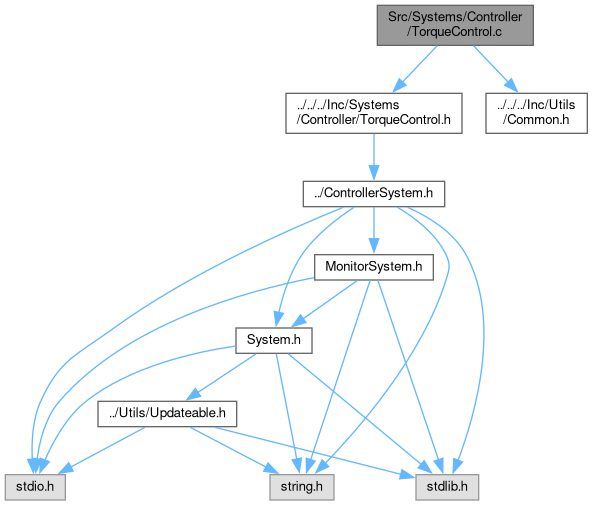 Src/Systems/Controller
/TorqueControl.c
../../../Inc/Systems
/Controller/TorqueControl.h
../../../Inc/Utils
/Common.h
../ControllerSystem.h
MonitorSystem.h
System.h
../Utils/Updateable.h
stdio.h
string.h
stdlib.h